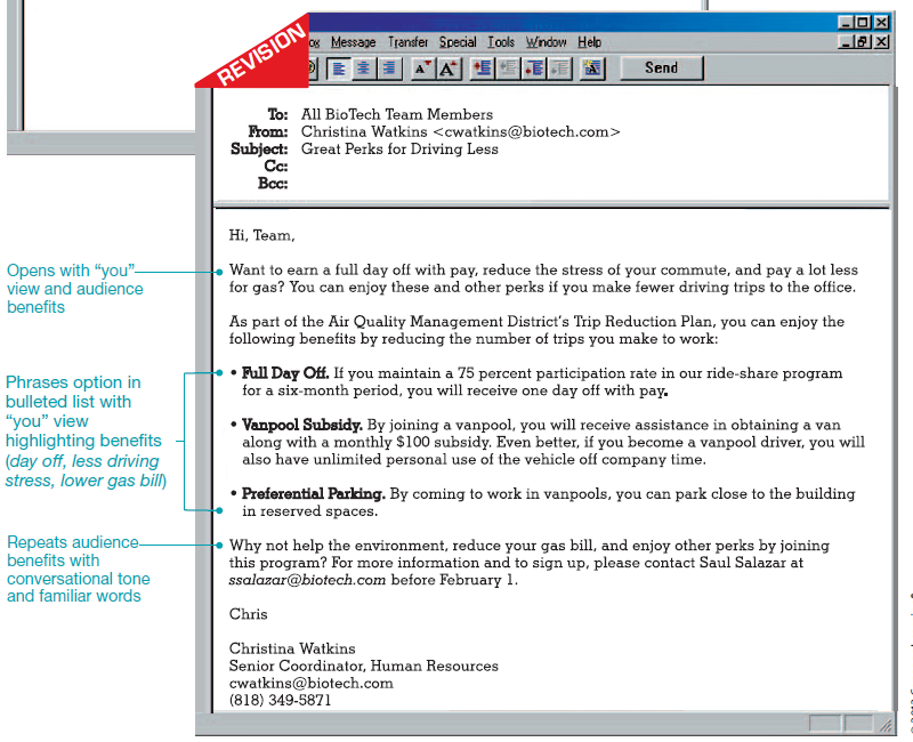 REVISION
Message Transfer Special Tools Window Help
Send
To: All BioTech Team Members
From: Christina Watkins <cwatkins@biotech.com>
Subject: Great Perks for Driving Less
Cc:
Bcc:
Hi, Team,
Opens with “you” view and audience benefits
Want to earn a full day off with pay, reduce the stress of your commute, and pay a lot less
for gas? You can enjoy these and other perks if you make fewer driving trips to the office.
As part of the Air Quality Management District’s Trip Reduction Plan, you can enjoy the
following benefits by reducing the number of trips you make to work:
Phrases option in
bulleted list with
“you” view
highlighting benefits
(day off, less driving
stress, lower gas bill)
• Full Day Off. If you maintain a 75 percent participation rate in our ride-share program
for a six-month period, you will receive one day off with pay.
• Vanpool Subsidy. By joining a vanpool, you will receive assistance in obtaining a van
along with a monthly $100 subsidy. Even better, if you become a vanpool driver, you will
also have unlimited personal use of the vehicle off company time.
• Preferential Parking. By coming to work in vanpools, you can park close to the building
in reserved spaces.
Repeats audience
benefits with
conversational tone
and familiar words
Why not help the environment, reduce your gas bill, and enjoy other perks by joining
this program? For more information and to sign up, please contact Saul Salazar at
ssalazar@biotech.com before February 1.
Chris
Christina Watkins
Senior Coordinator, Human Resources
cwatkins@biotech.com
(818) 349-5871